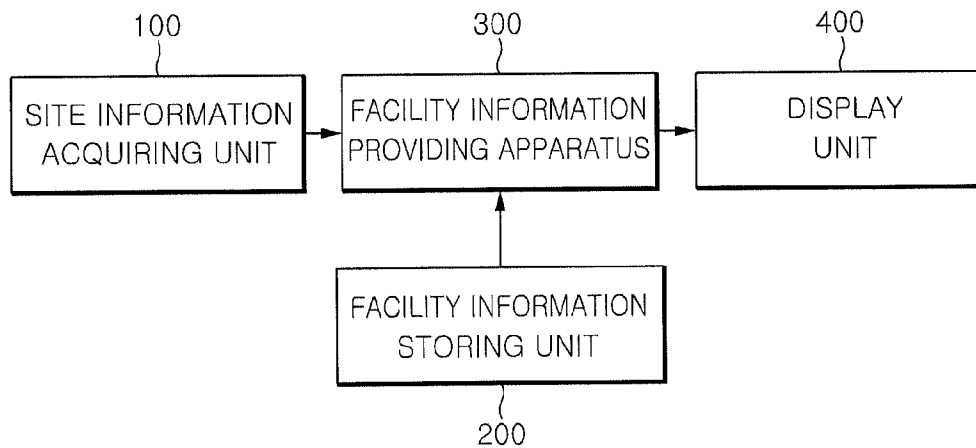 100
300
400
SITE INFORMATION
ACQUIRING UNIT
FACILITY INFORMATION
PROVIDING APPARATUS
DISPLAY
UNIT
FACILITY INFORMATION
STORING UNIT
200